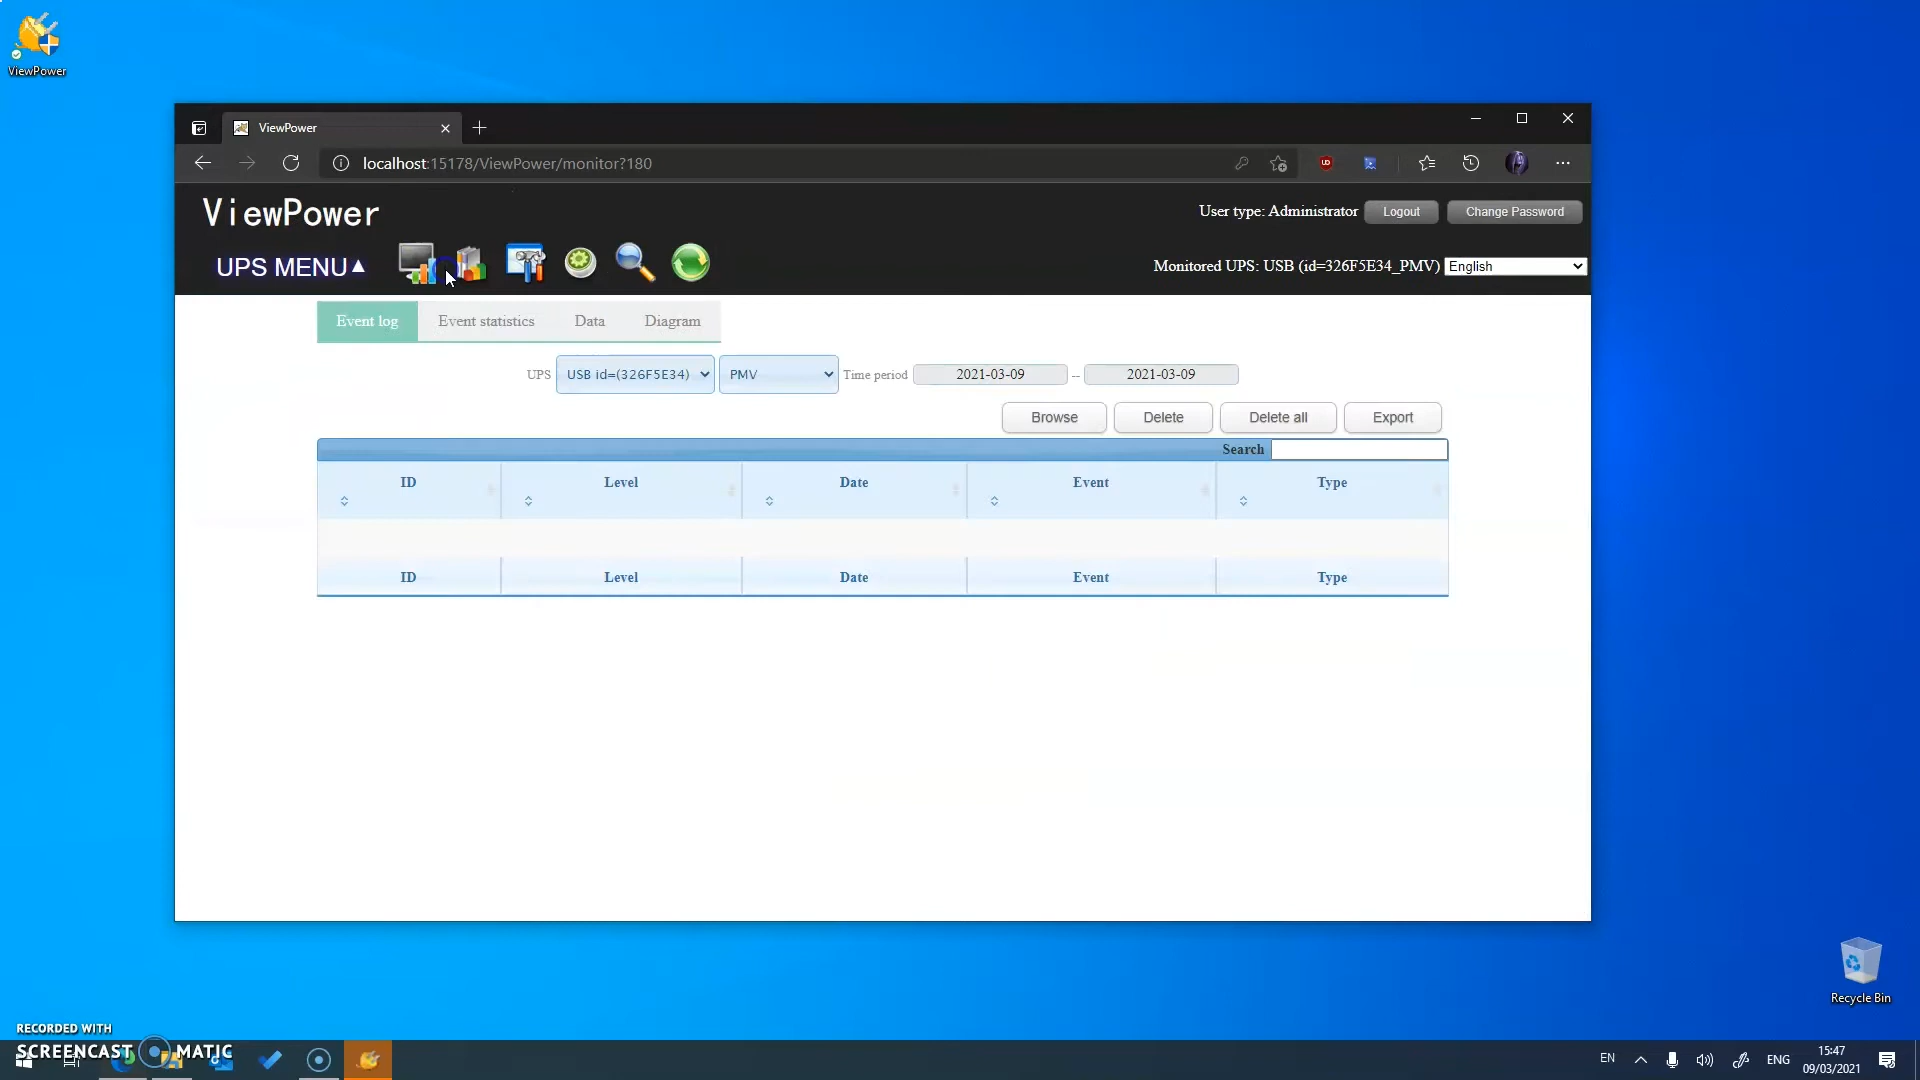 ViewPower
ViewPower
localhost:15178/ViewPower/monitor?180
ViewPower
User type: Administrator Logout Change Password
UPS MENU▲
Monitored UPS: USB (id=326F5E34_PMV) English
Event log Event statistics Data Diagram
UPS USB id=(326F5E34) PMV Time period 2021-03-09 -- 2021-03-09
Browse Delete Delete all Export
Search
ID Level Date Event Type
ID Level Date Event Type
Recycle Bin
RECORDED WITH
SCREENCAST MATIC
EN ENG 15:47
09/03/2021